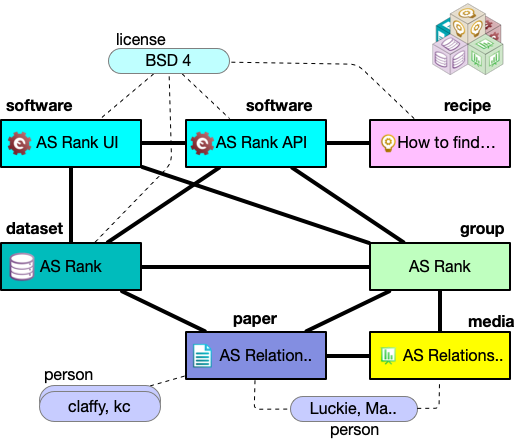 license
BSD 4
software
software
recipe
AS Rank UI
AS Rank API
How to find…
dataset
group
AS Rank
AS Rank
paper
media
AS Relation..
AS Relations..
person
claffy, kc
Luckie, Ma..
person